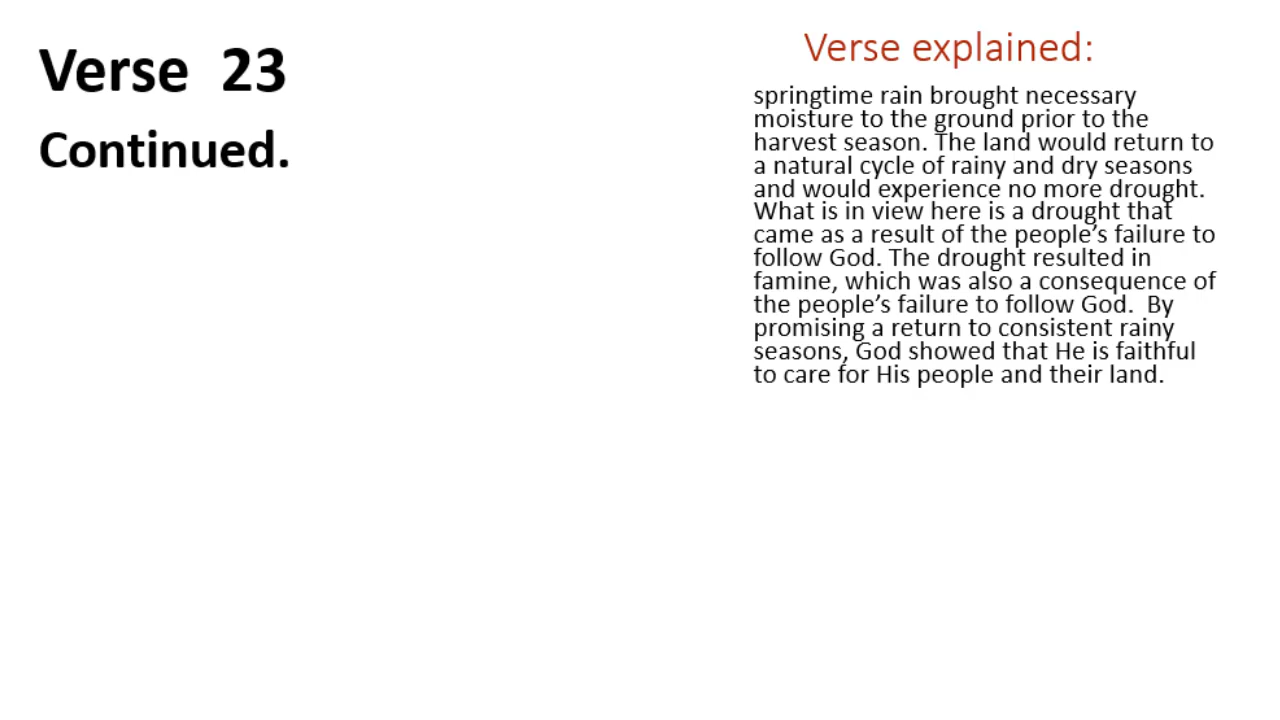 Verse  23
Continued.
Verse explained:
springtime rain brought necessary
moisture to the ground prior to the
harvest season. The land would return to
a natural cycle of rainy and dry seasons
and would experience no more drought.
What is in view here is a drought that
came as a result of the people’s failure to
follow God. The drought resulted in
famine, which was also a consequence of
the people’s failure to follow God.  By
promising a return to consistent rainy
seasons, God showed that He is faithful
to care for His people and their land.